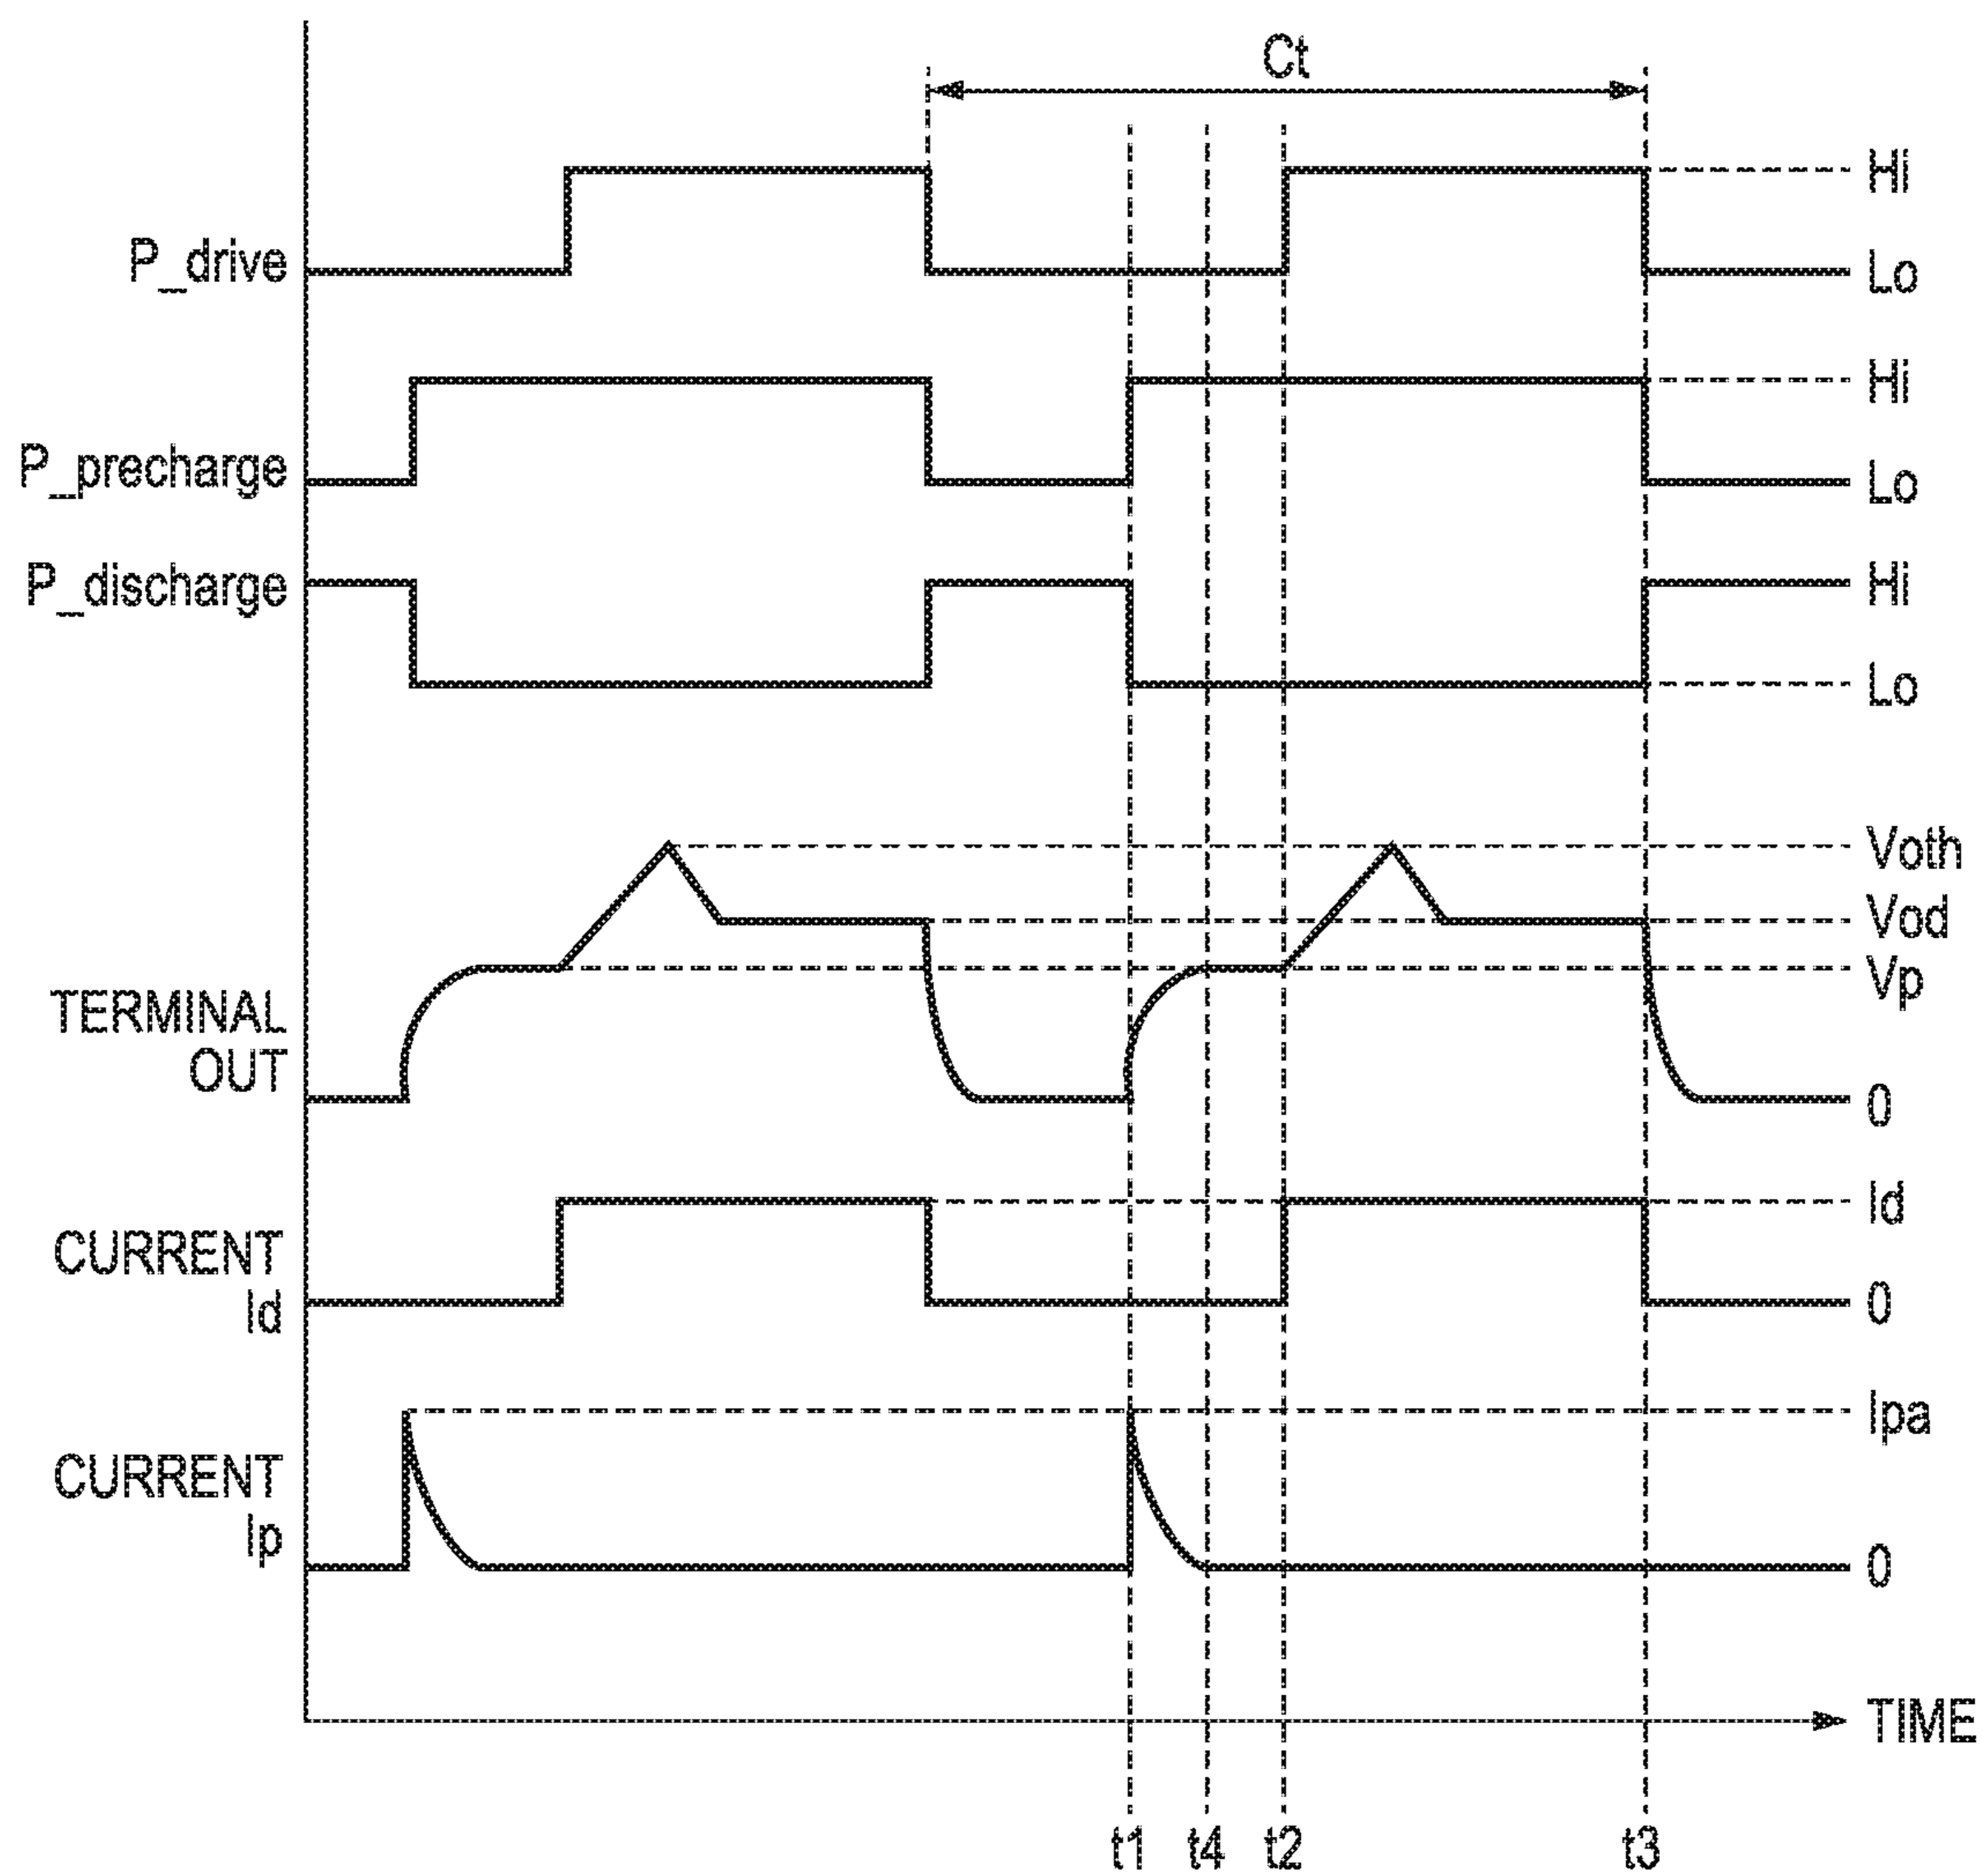 Ct
Hi
P_drive
Lo
Hi
P_precharge
Lo
P_discharge
Hi
Lo
Voth
Vod
Vp
TERMINAL
OUT
0
Id
CURRENT
Id
0
Ipa
CURRENT
Ip
0
TIME
t1 t4 t2 t3